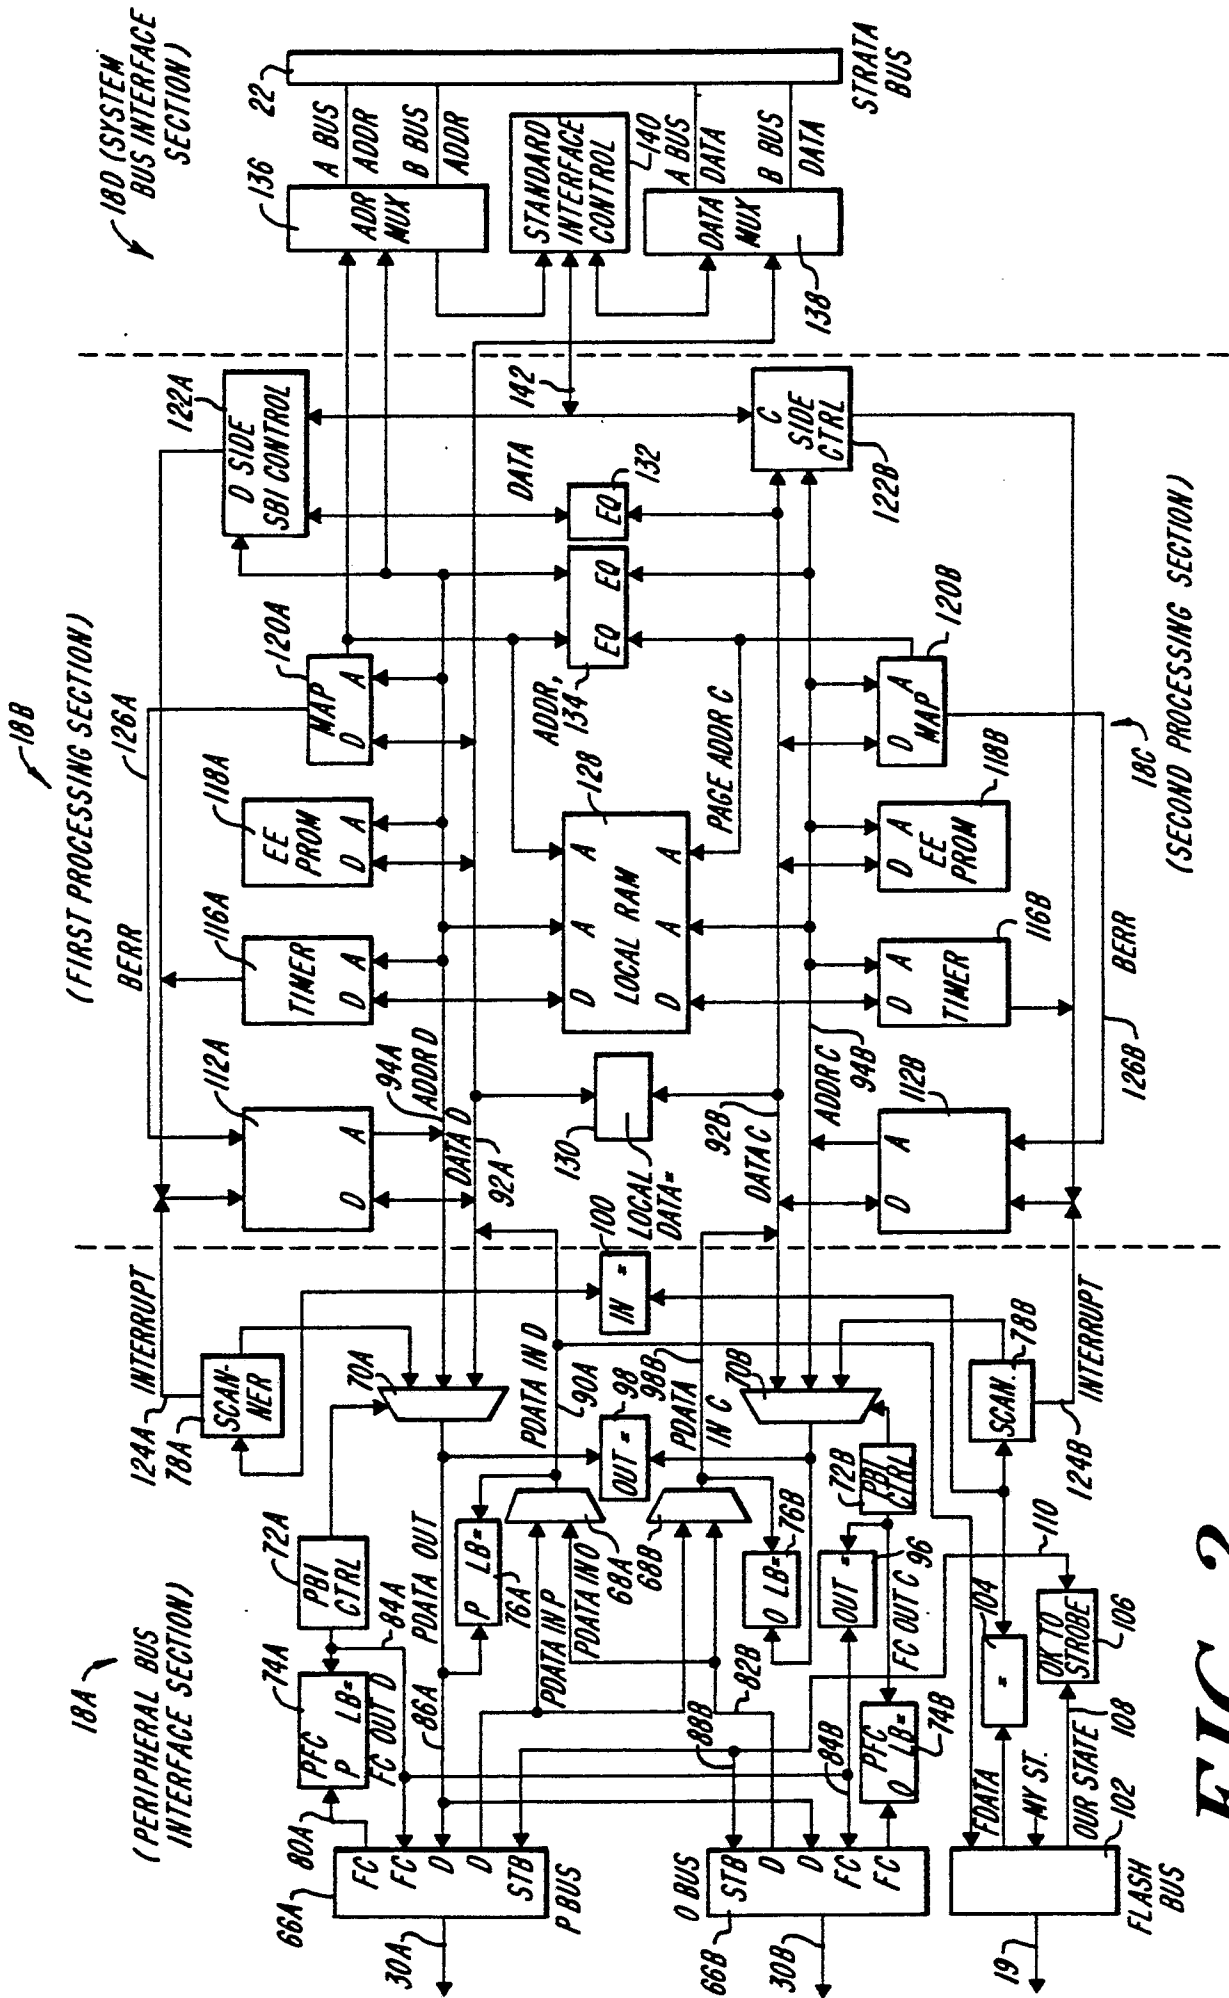 18A
(PERIPHERAL BUS
INTERFACE SECTION)
18B
(FIRST PROCESSING SECTION)
18D (SYSTEM
BUS INTERFACE
SECTION)
124A
INTERRUPT
78A
SCAN-
NER
BERR
126A
112A
D
A
116A
TIMER
D
A
118A
EE
PROM
D
A
120A
MAP
D
A
122A
D SIDE
SBI CONTROL
136
ADR
MUX
A BUS
ADDR
B BUS
ADDR
22
STRATA
BUS
STANDARD
INTERFACE
CONTROL
140
A BUS
DATA
B BUS
DATA
DATA
MUX
138
142
72A
PBI
CTRL
74A
PFC
P
LB=
84A
FC OUT D
80A
66A
FC
FC
D
D
STB
P BUS
30A
86A
PDATA OUT
70A
P LB=
76A
PDATA IN P
PDATA IN O
68A
68B
PDATA IN D
90A
OUT =
98
98B
PDATA
IN C
IN =
100
94A
ADDR D
DATA D
92A
130
LOCAL
DATA=
LOCAL RAM
128
D
A
A
D
A
A
ADDR,
134
EQ
EQ
DATA
EQ
132
PAGE ADDR C
92B
DATA C
ADDR C
94B
C
SIDE
CTRL
122B
O BUS
66B
STB
D
D
FC
FC
30B
88B
82B
84B
O LB=
76B
OUT =
96
FC OUT C
72B
PBI
CTRL
70B
PFC
O LB=
74B
112B
D
A
D
A
TIMER
116B
D
A
EE
PROM
118B
D
A
MAP
120B
BERR
126B
18C
(SECOND PROCESSING SECTION)
SCAN.
78B
124B
INTERRUPT
104
=
110
OK TO
STROBE
106
FDATA
MY ST.
OUR STATE
108
102
FLASH
BUS
19
FIG. 2